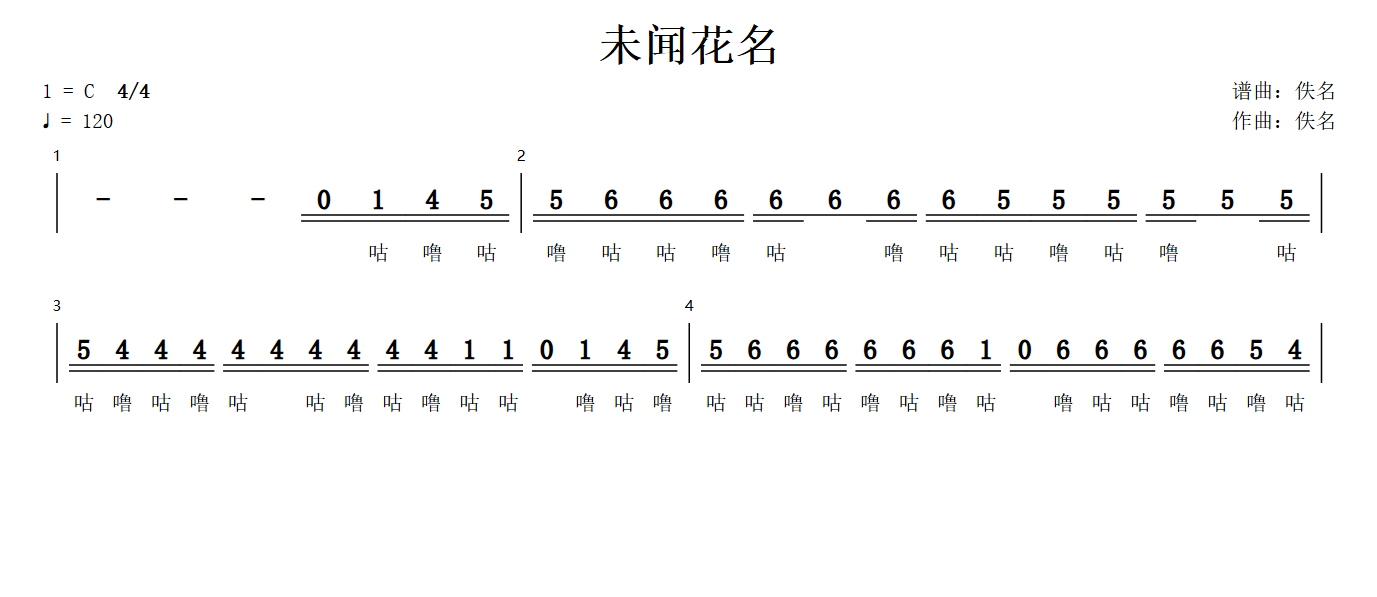 未闻花名
1 = C 4/4
谱曲：佚名
♩= 120
作曲：佚名
1 2
- - - 0 1 4 5 5 6 6 6 6 6 6 6 5 5 5 5 5 5
咕 噜 咕 噜 咕 咕 噜 咕 噜 咕 咕 噜 咕 噜 咕
3 4
5 4 4 4 4 4 4 4 4 4 1 1 0 1 4 5 5 6 6 6 6 6 6 1 0 6 6 6 6 6 5 4
咕 噜 咕 噜 咕 咕 噜 咕 噜 咕 咕 噜 咕 噜 咕 咕 噜 咕 噜 咕 噜 咕 噜 咕 咕 噜 咕 噜 咕